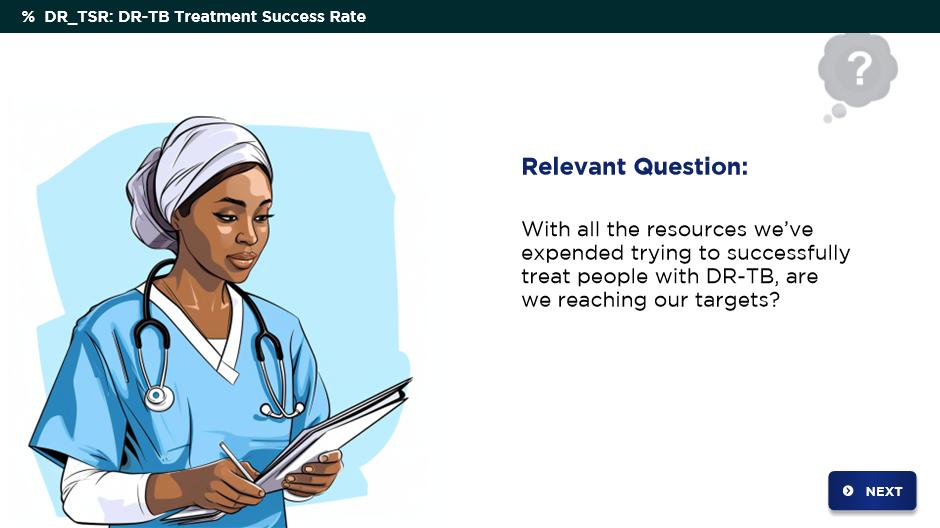 % DR_TSR: DR-TB Treatment Success Rate
?
Relevant Question:
With all the resources we’ve
expended trying to successfully
treat people with DR-TB, are
we reaching our targets?
NEXT